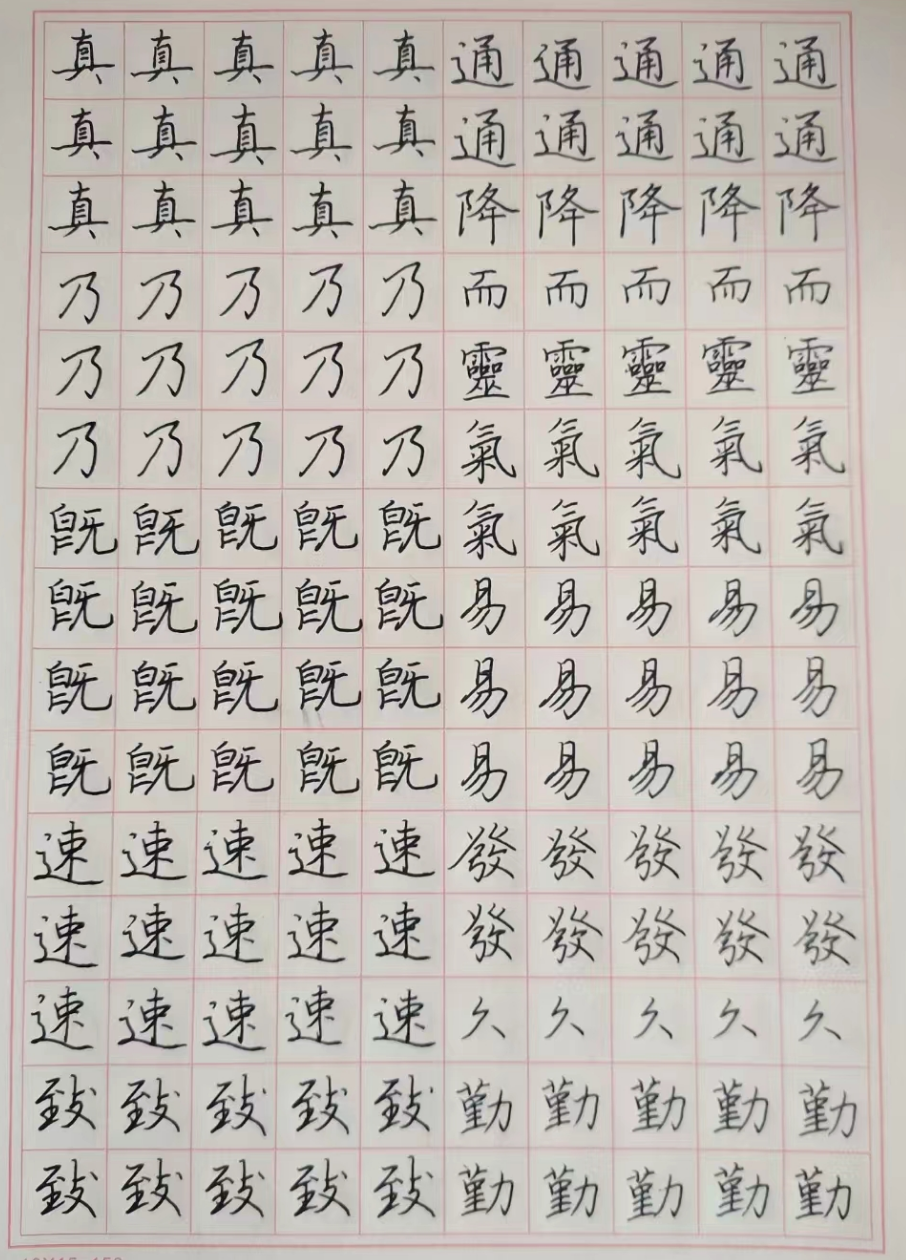 真真真真真通通通通通
真真真真真通通通通通
真真真真真降降降降降
乃乃乃乃乃而而而而而
乃乃乃乃乃靈靈靈靈靈
乃乃乃乃乃氣氣氣氣氣
既既既既既氣氣氣氣氣
既既既既既易易易易易
既既既既既易易易易易
既既既既既易易易易易
速速速速速發發發發發
速速速速速發發發發發
速速速速速久久久久久
致致致致致勤勤勤勤勤
致致致致致勤勤勤勤勤